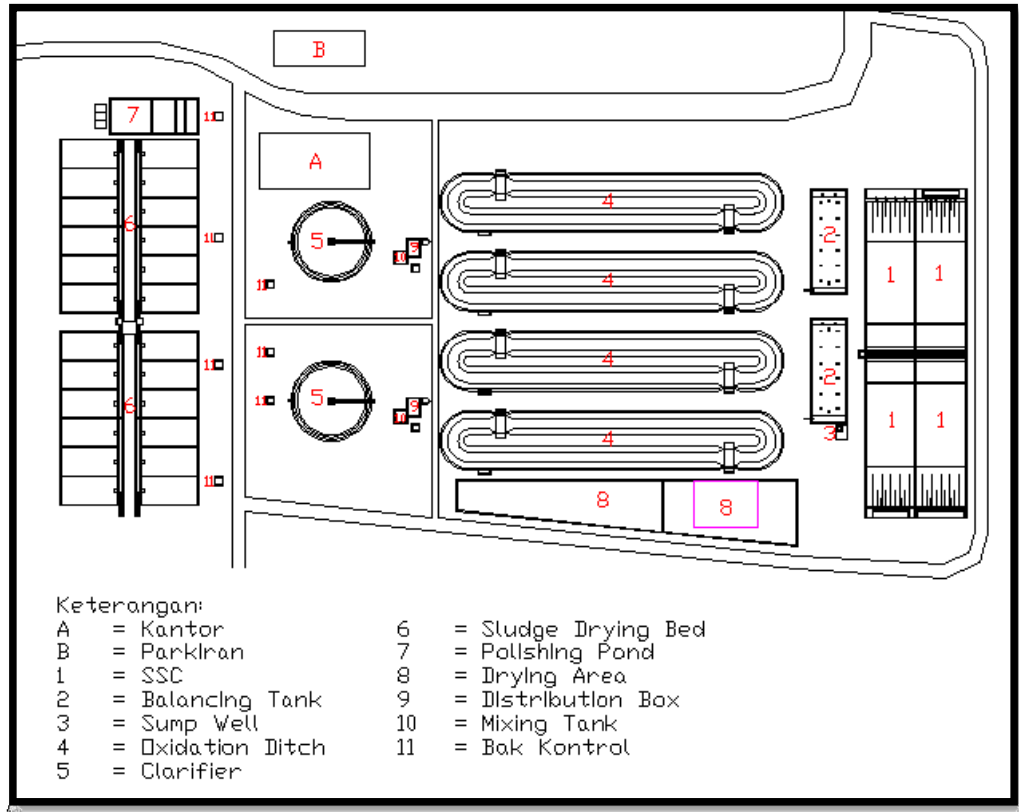 B
7
11
A
6
5
11
10
9
11
4
4
4
4
2
2
3
1
1
1
1
11
11
11
5
9
10
6
11
8
8
Keterangan:
A = Kantor
B = Parkiran
1 = SSC
2 = Balancing Tank
3 = Sump Well
4 = Oxidation Ditch
5 = Clarifier
6 = Sludge Drying Bed
7 = Polishing Pond
8 = Drying Area
9 = Distribution Box
10 = Mixing Tank
11 = Bak Kontrol